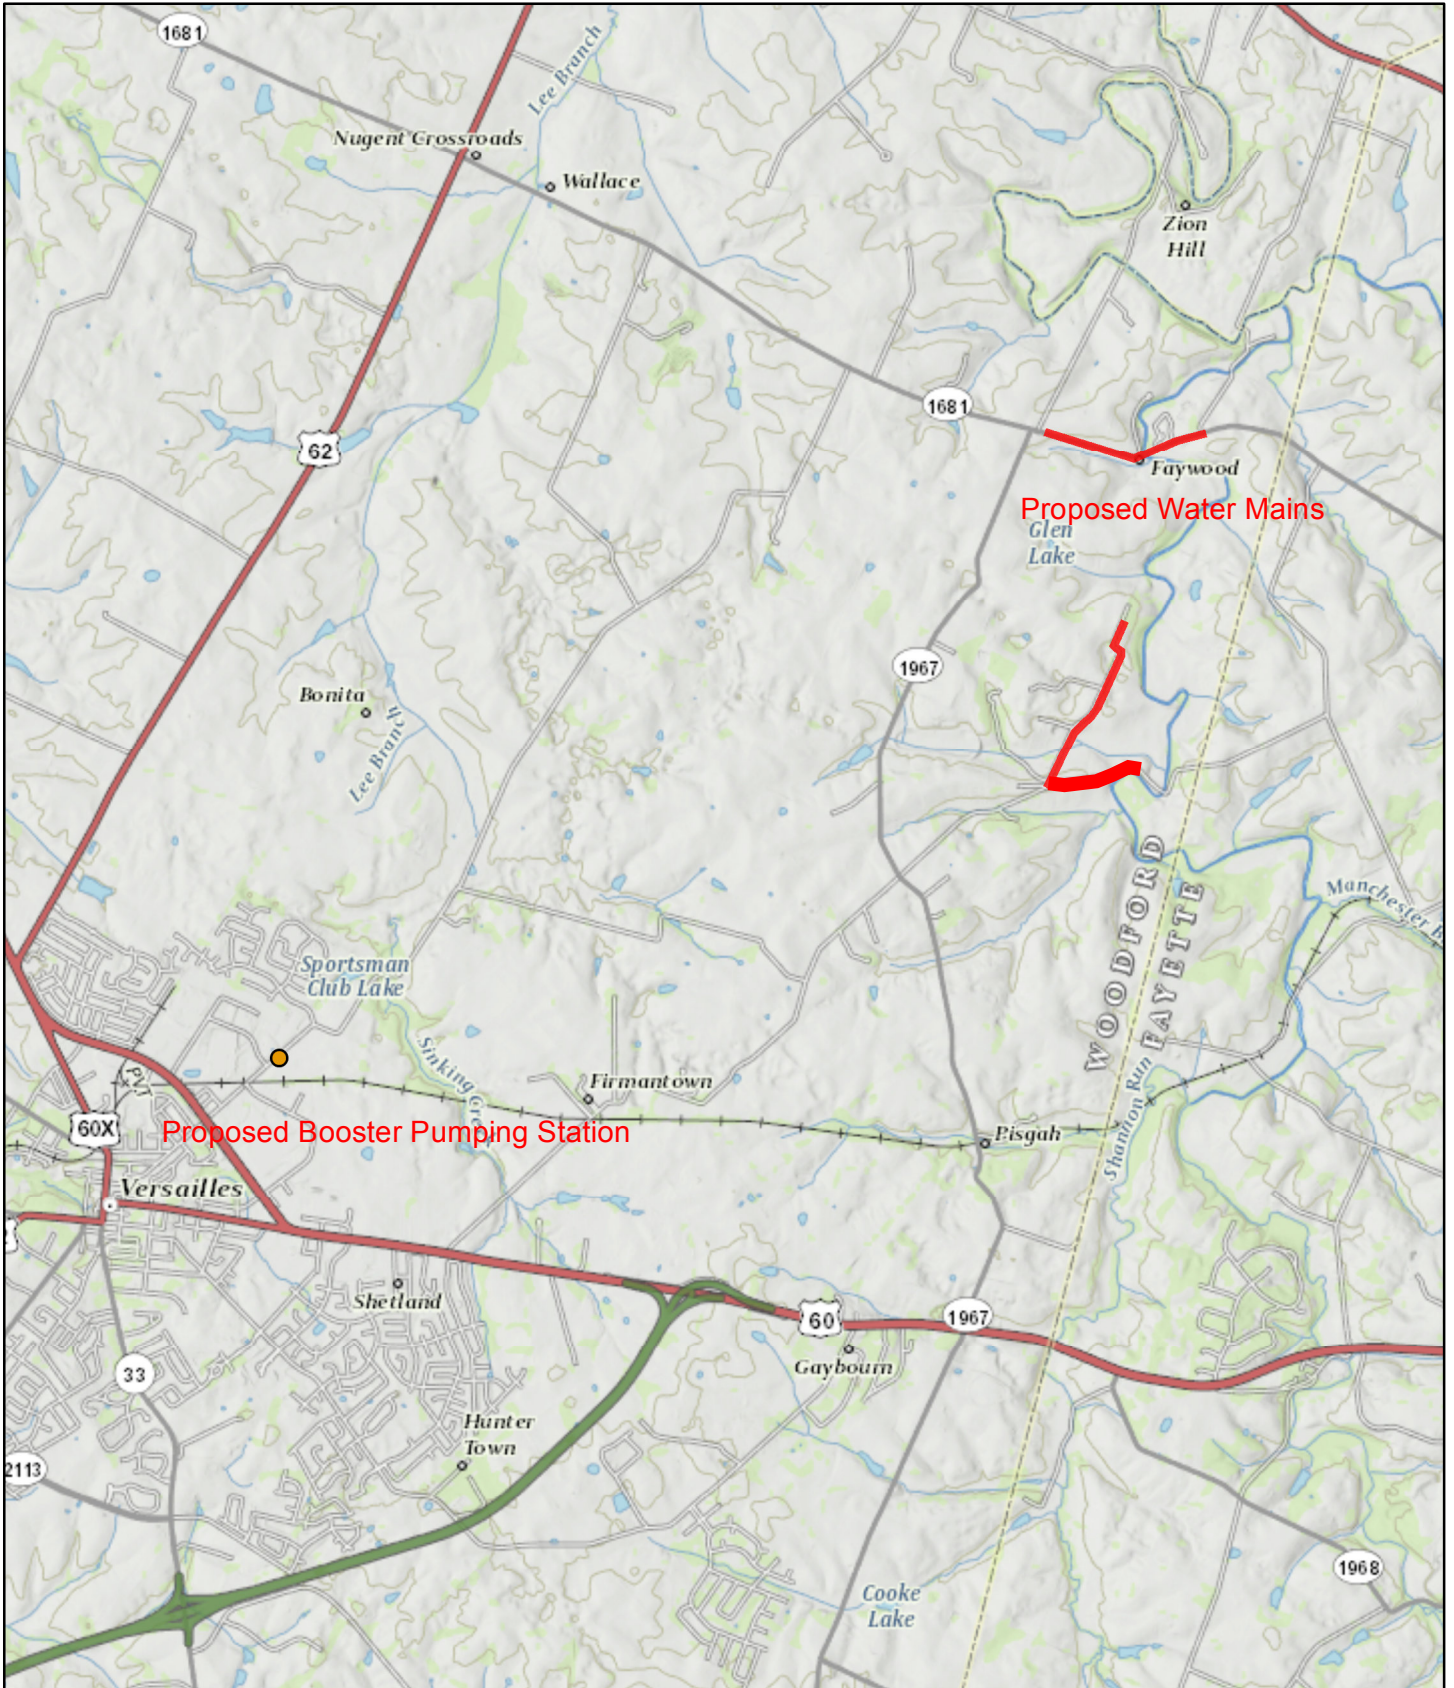 1681
Lee Branch
Nugent Crossroads
Wallace
Zion
Hill
1681
62
Faywood
Proposed Water Mains
Glen
Lake
1967
Bonita
Lee Branch
WOODFORD
FAYETTE
Manchester
Sportsman
Club Lake
Sinking Creek
Firmantown
PVT
60X
Proposed Booster Pumping Station
Pisgah
Shannon Run
Versailles
Shetland
60
1967
Gaybourn
33
Hunter
Town
2113
1968
Cooke
Lake